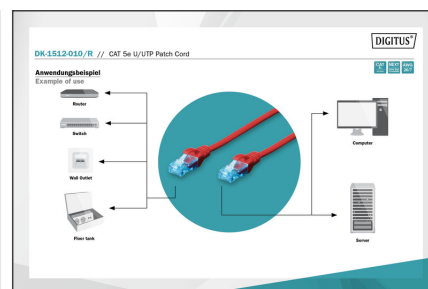 DIGITUS®
DK-1512-010/R // CAT 5e U/UTP Patch Cord
Anwendungsbeispiel
Example of use
Router
Switch
Wall Outlet
Floor tank
Computer
Server